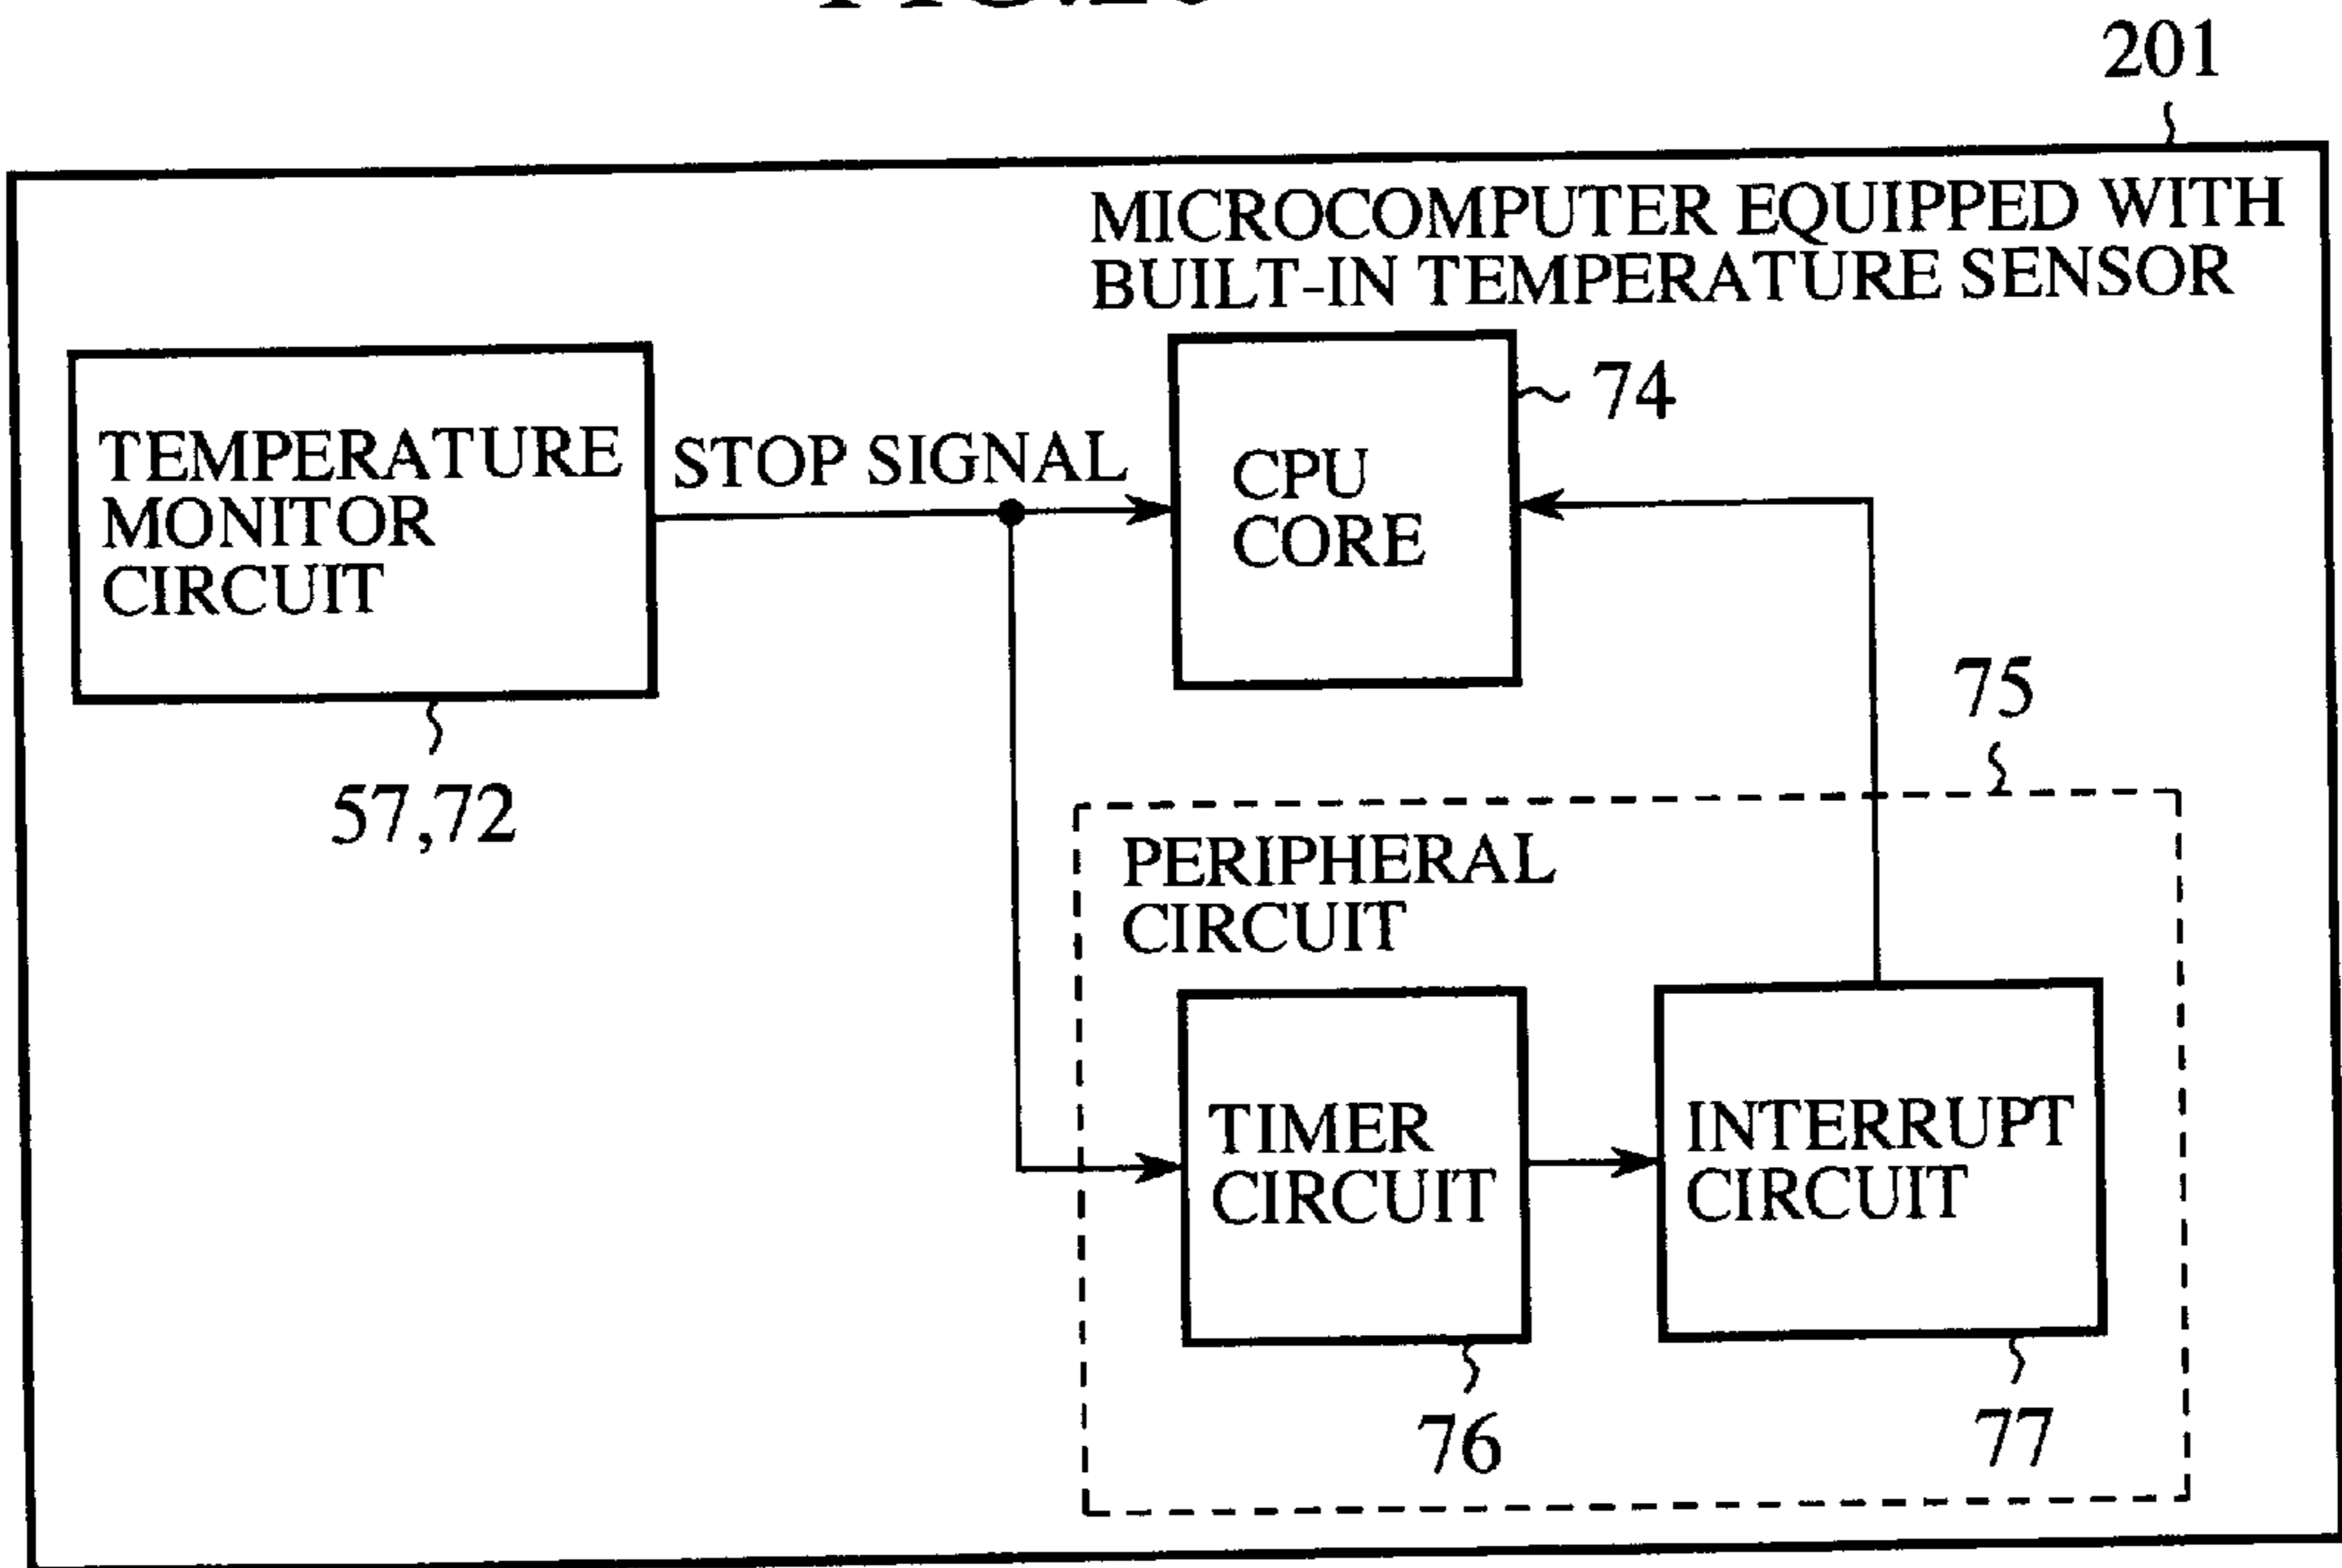 201
MICROCOMPUTER EQUIPPED WITH
BUILT-IN TEMPERATURE SENSOR
TEMPERATURE
MONITOR
CIRCUIT
57,72
STOP SIGNAL
CPU
CORE
74
75
PERIPHERAL
CIRCUIT
TIMER
CIRCUIT
76
INTERRUPT
CIRCUIT
77